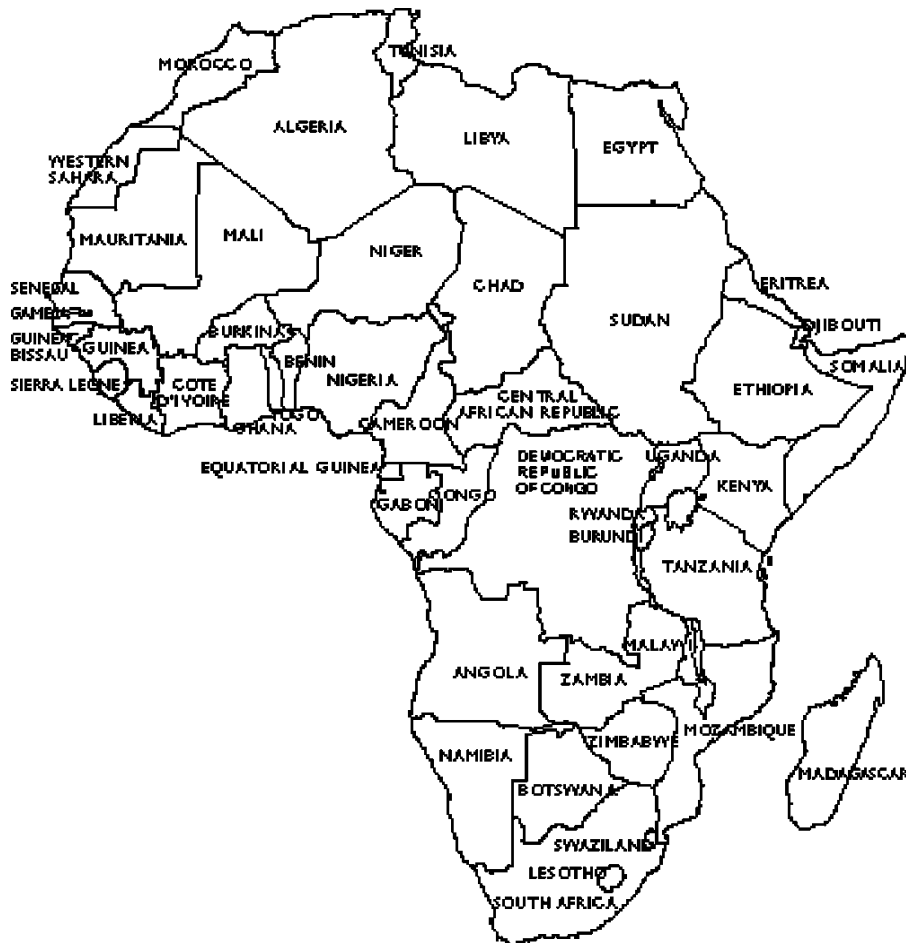 TUNISIA
MOROCCO
ALGERIA
LIBYA
EGYPT
WESTERN
SAHARA
MAURITANIA
MALI
NIGER
CHAD
SUDAN
ERITREA
SENEGAL
GAMBIA
DJIBOUTI
GUINEA
BISSAU
GUINEA
BURKINA
BENIN
NIGERIA
SOMALIA
ETHIOPIA
SIERRA LEONE
COTE
D'IVOIRE
LIBERIA
GHANA
TOGO
CENTRAL
AFRICAN REPUBLIC
CAMEROON
EQUATORIAL GUINEA
DEMOCRATIC
REPUBLIC
OF CONGO
UGANDA
KENYA
GABON
CONGO
RWANDA
BURUNDI
TANZANIA
MALAWI
ANGOLA
ZAMBIA
MOZAMBIQUE
ZIMBABWE
NAMIBIA
MADAGASCAR
BOTSWANA
SWAZILAND
LESOTHO
SOUTH AFRICA